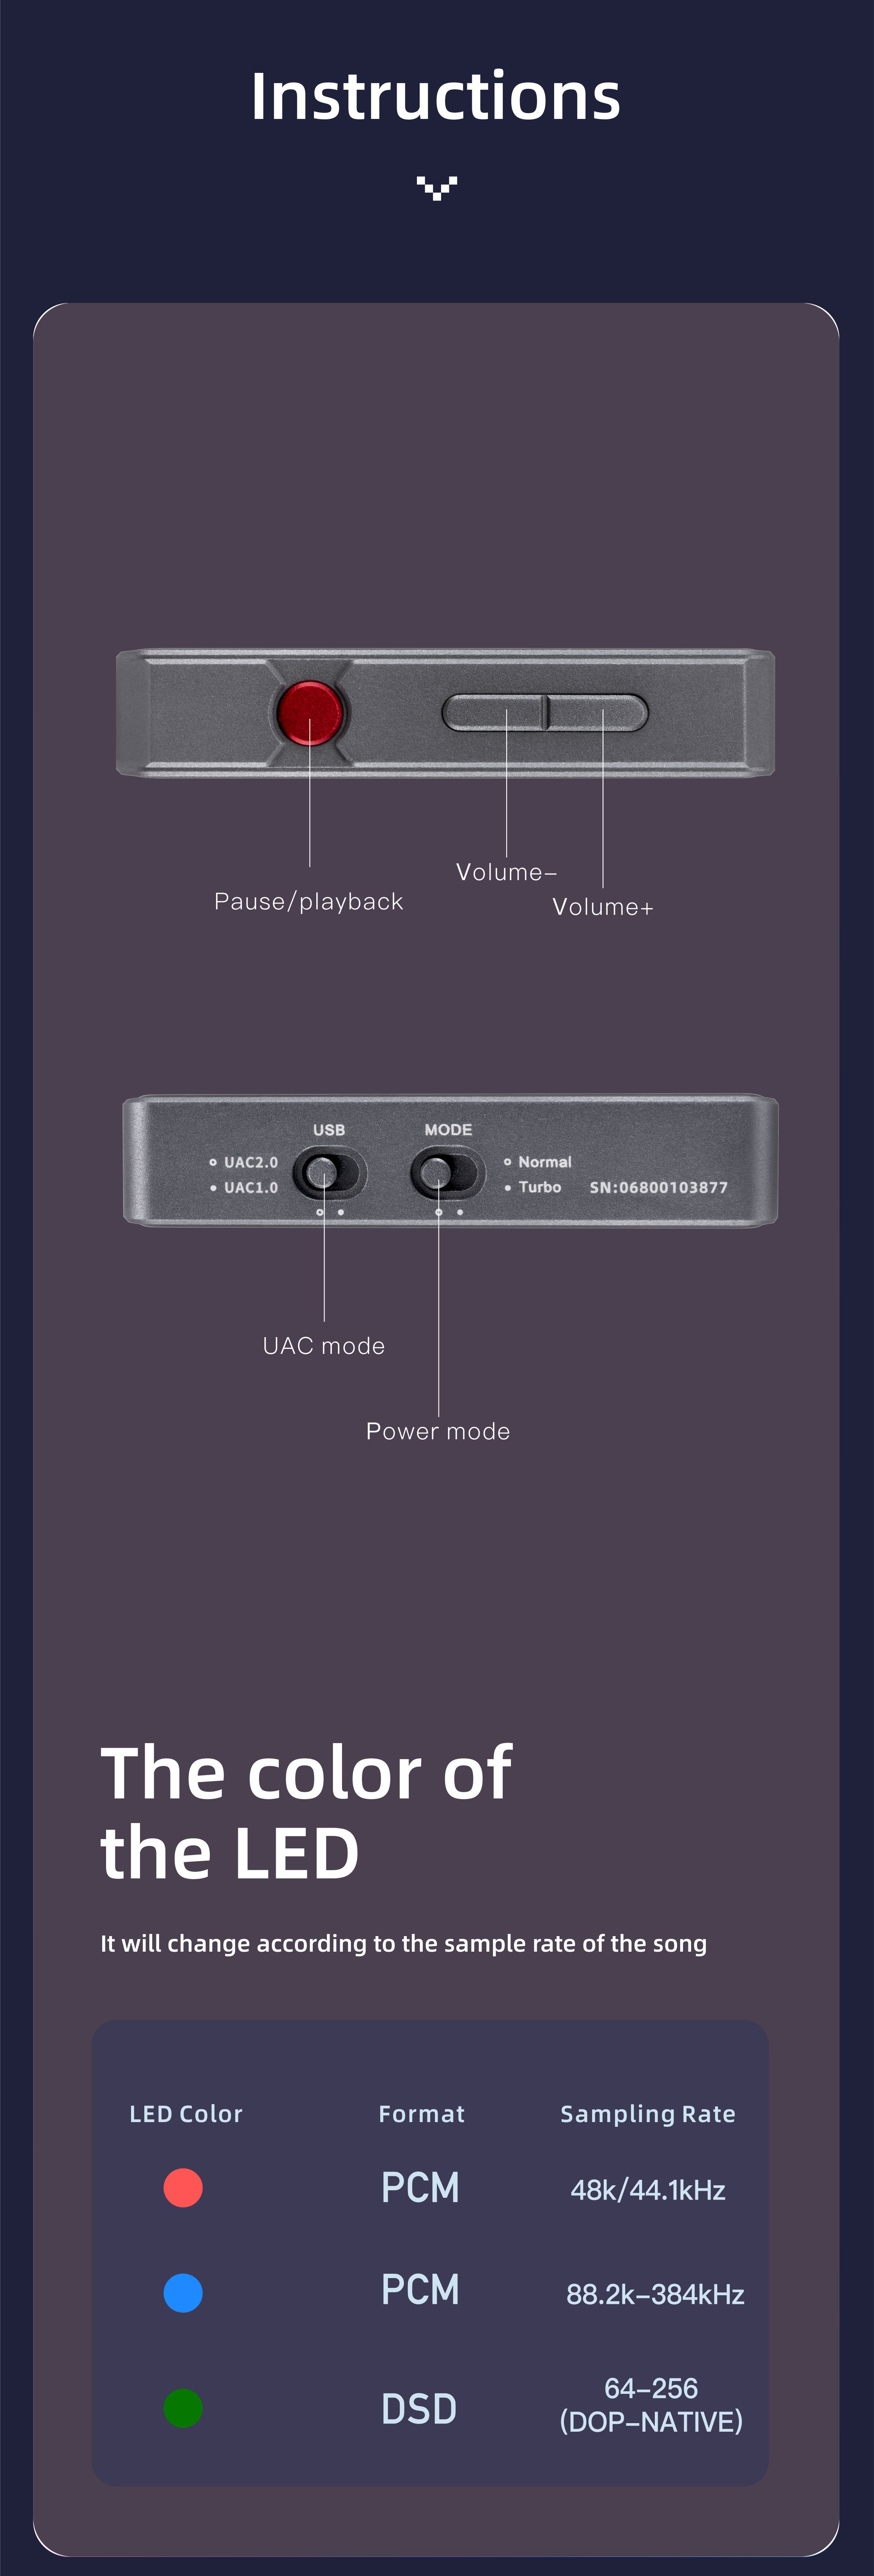 Instructions
Volume–
Pause/playback
Volume+
USB
MODE
UAC2.0
Normal
UAC1.0
Turbo
SN:06800103877
UAC mode
Power mode
The color of
the LED
It will change according to the sample rate of the song
LED Color Format Sampling Rate
PCM 48k/44.1kHz
PCM 88.2k–384kHz
DSD 64–256
(DOP–NATIVE)